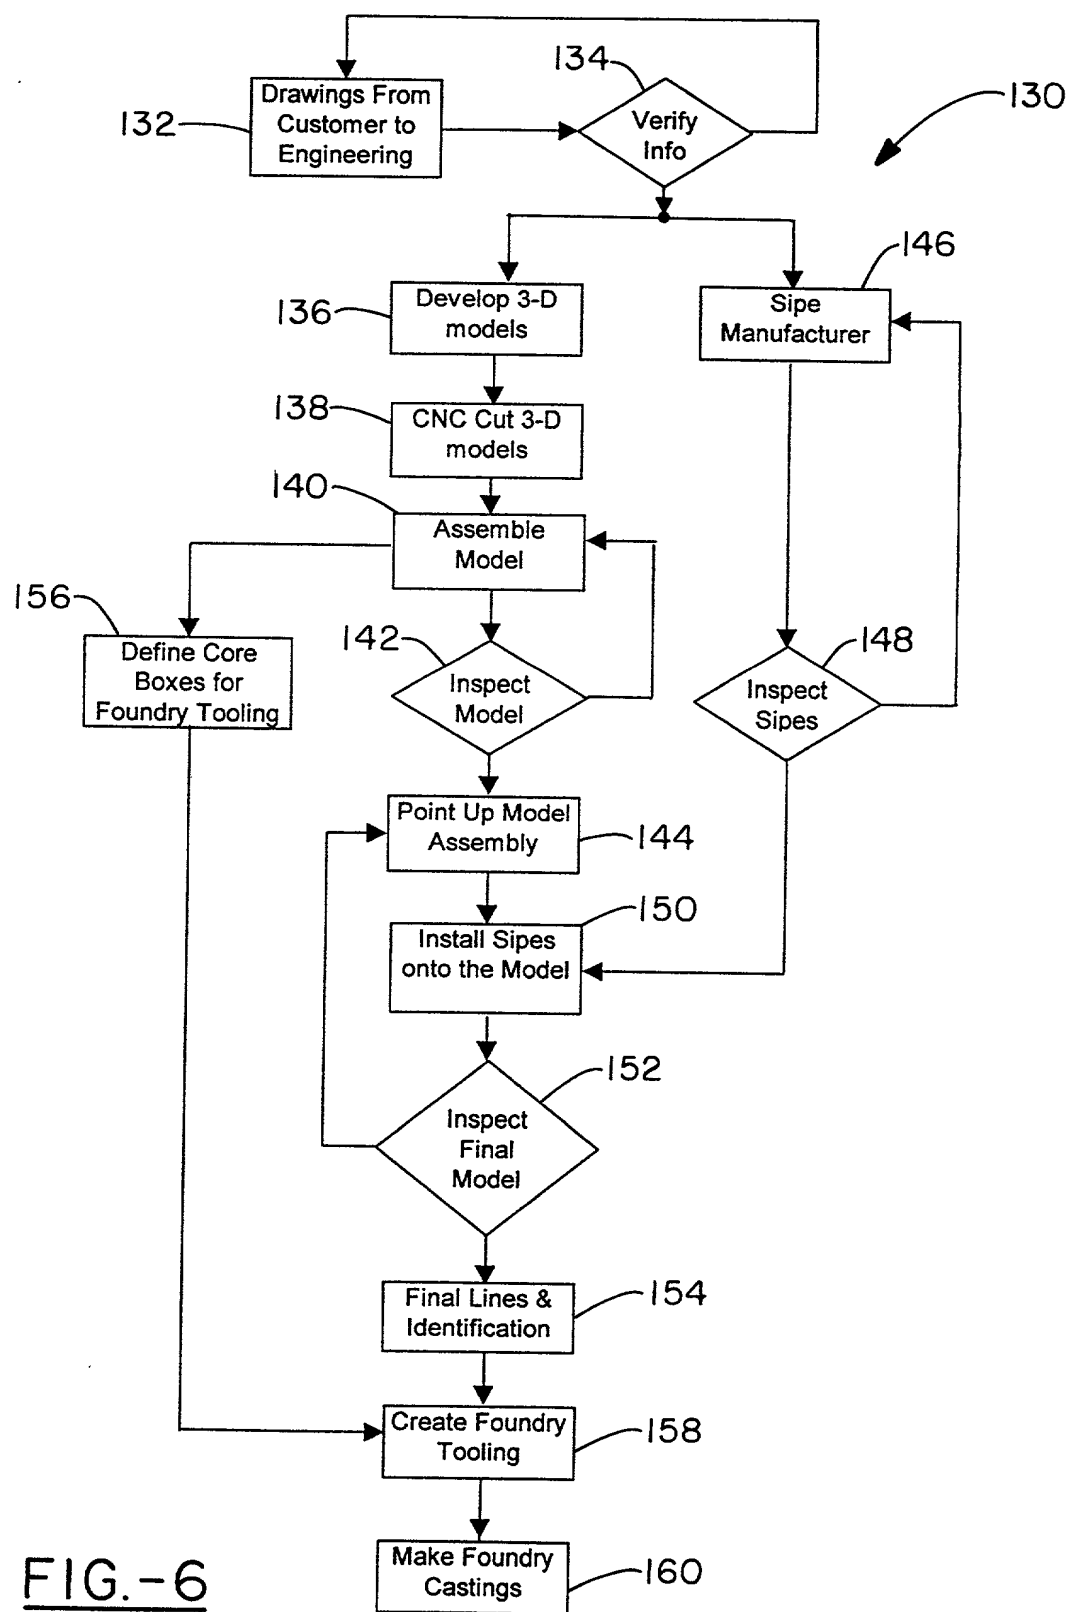 134
130
132
Drawings From
Customer to
Engineering
Verify
Info
146
136
Develop 3-D
models
Sipe
Manufacturer
138
CNC Cut 3-D
models
140
Assemble
Model
156
Define Core
Boxes for
Foundry Tooling
142
Inspect
Model
148
Inspect
Sipes
Point Up Model
Assembly
144
150
Install Sipes
onto the Model
152
Inspect
Final
Model
Final Lines &
Identification
154
Create Foundry
Tooling
158
Make Foundry
Castings
160
FIG.-6